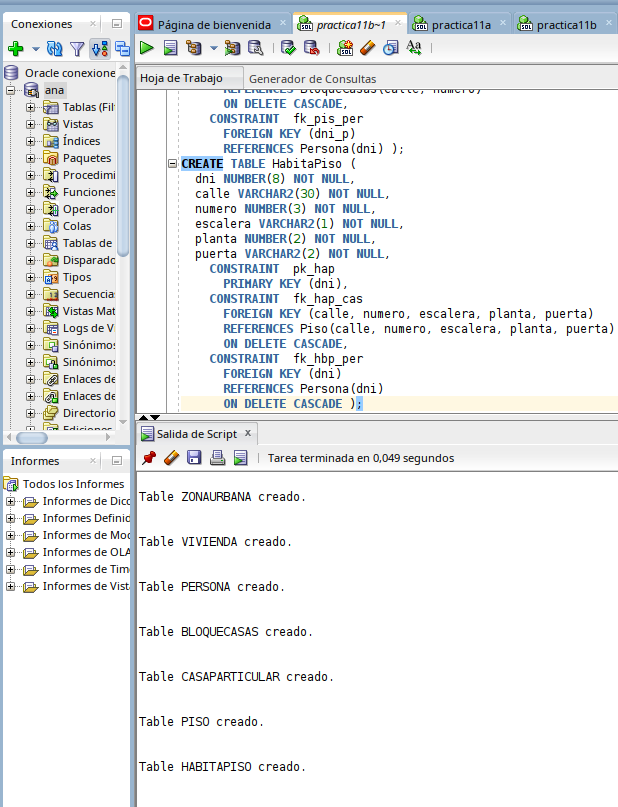 Conexiones
Oracle conexione
ana
Tablas (Fil
Vistas
Índices
Paquetes
Procedimi
Funciones
Operador
Colas
Tablas de
Disparado
Tipos
Secuencia
Vistas Mat
Logs de V
Sinónimos
Sinónimos
Enlaces de
Enlaces de
Directorio
Informes
Todos los Informes
Informes de Dicc
Informes Definid
Informes de Mod
Informes de OLA
Informes de Tim
Informes de Vist
Página de bienvenida
practica11b~1
practica11a
practica11b
Hoja de Trabajo
Generador de Consultas
REFERENCES BloqueCasas(calle, numero)
ON DELETE CASCADE,
CONSTRAINT fk_pis_per
FOREIGN KEY (dni_p)
REFERENCES Persona(dni) );
CREATE TABLE HabitaPiso (
dni NUMBER(8) NOT NULL,
calle VARCHAR2(30) NOT NULL,
numero NUMBER(3) NOT NULL,
escalera VARCHAR2(1) NOT NULL,
planta NUMBER(2) NOT NULL,
puerta VARCHAR2(2) NOT NULL,
CONSTRAINT pk_hap
PRIMARY KEY (dni),
CONSTRAINT fk_hap_cas
FOREIGN KEY (calle, numero, escalera, planta, puerta)
REFERENCES Piso(calle, numero, escalera, planta, puerta)
ON DELETE CASCADE,
CONSTRAINT fk_hbp_per
FOREIGN KEY (dni)
REFERENCES Persona(dni)
ON DELETE CASCADE );
Salida de Script
Tarea terminada en 0,049 segundos
Table ZONAURBANA creado.
Table VIVIENDA creado.
Table PERSONA creado.
Table BLOQUECASAS creado.
Table CASAPARTICULAR creado.
Table PISO creado.
Table HABITAPISO creado.